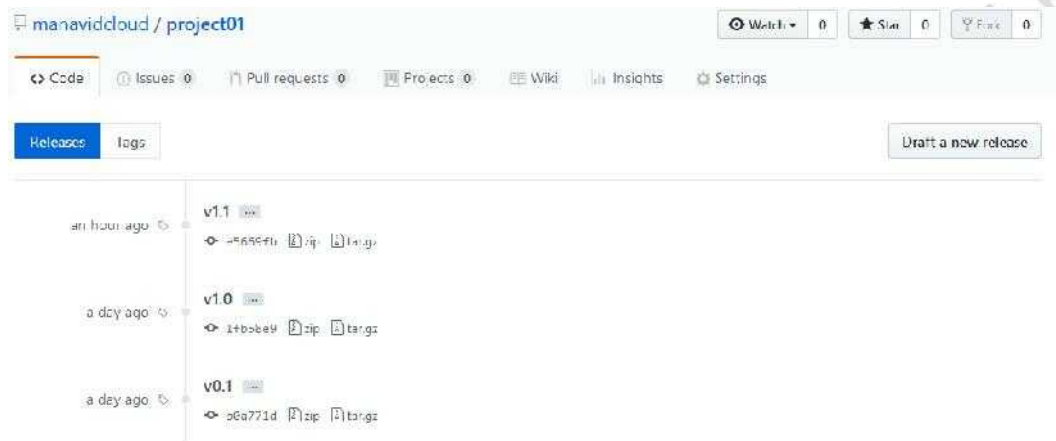 manavidcloud / project01
Watch 0 Star 0 Fork 0
Code Issues 0 Pull requests 0 Projects 0 Wiki Insights Settings
Releases Tags
Draft a new release
v1.1 ...
an hour ago
zip tar.gz
v1.0 ...
a day ago
zip tar.gz
v0.1 ...
a day ago
zip tar.gz